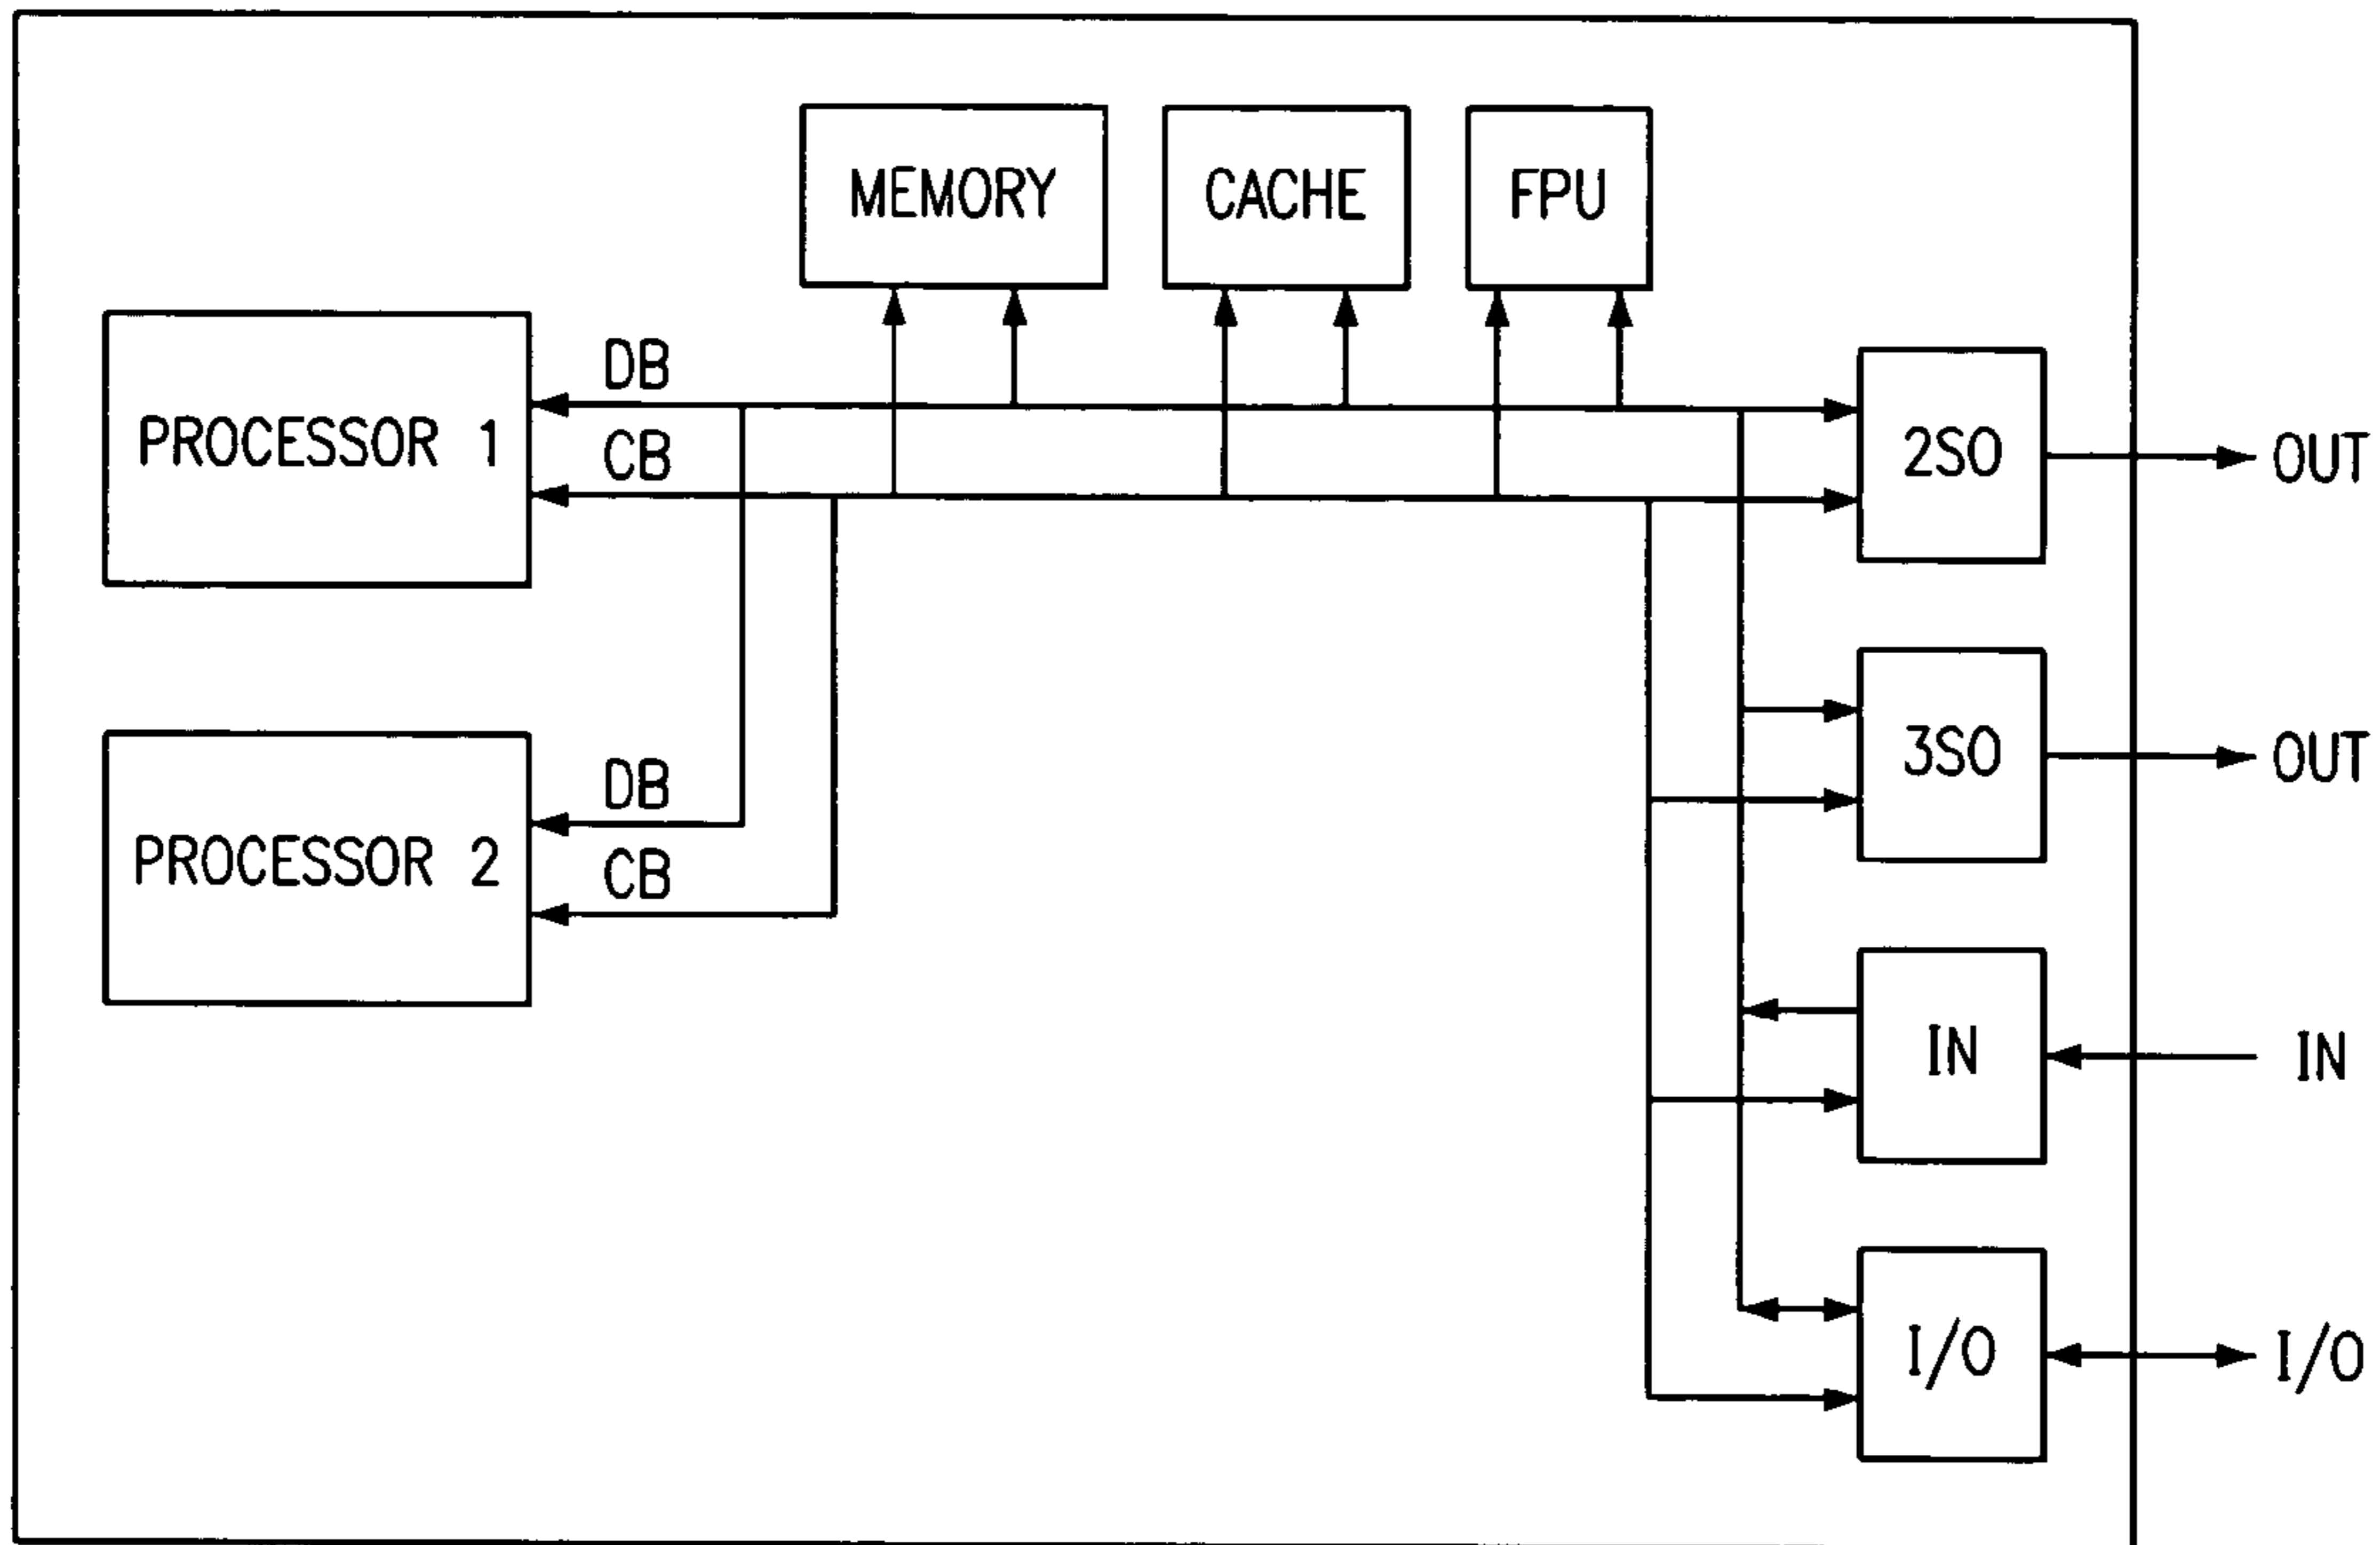 MEMORY
CACHE
FPU
PROCESSOR 1
DB
CB
2SO
OUT
3SO
OUT
PROCESSOR 2
DB
CB
IN
IN
I/O
I/O